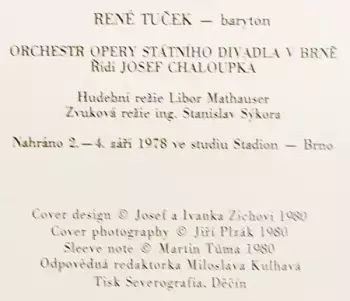 RENÉ TUČEK — baryton
ORCHESTR OPERY STÁTNÍHO DIVADLA V BRNĚ
Řídí JOSEF CHALOUPKA
Hudební režie Libor Mathauser
Zvuková režie ing. Stanislav Sýkora
Nahráno 2.—4. září 1978 ve studiu Stadion — Brno
Cover design © Josef a Ivanka Zichovi 1980
Cover photography © Jiří Plzák 1980
Sleeve note © Martin Tůma 1980
Odpovědná redaktorka Miloslava Kulhavá
Tisk Severografia, Děčín